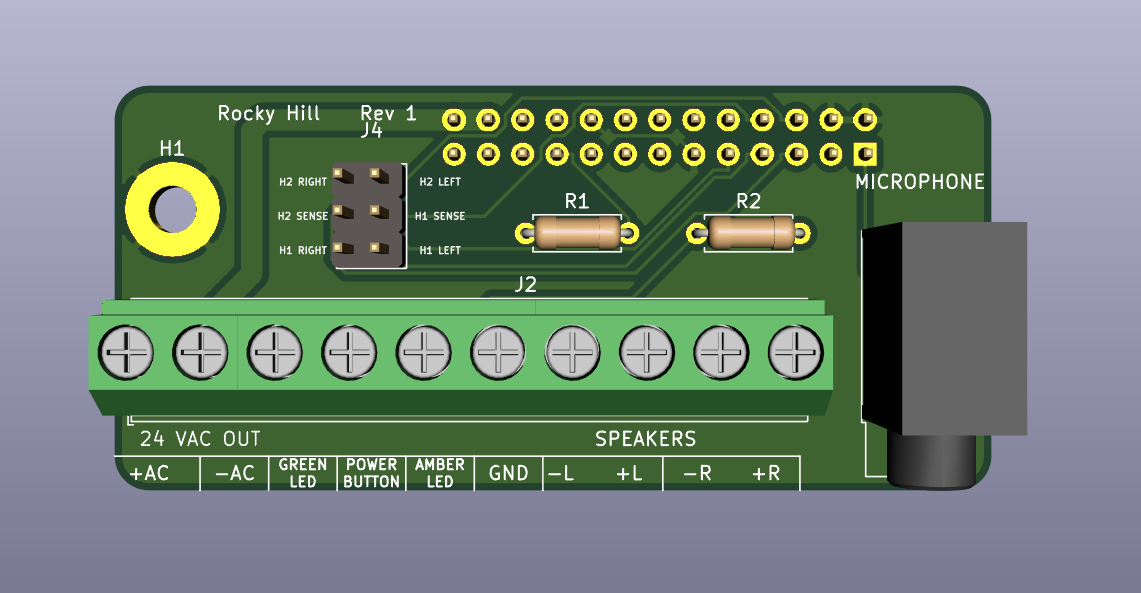 Rocky Hill Rev 1
J4
H1
MICROPHONE
H2 RIGHT H2 LEFT
H2 SENSE H1 SENSE
H1 RIGHT H1 LEFT
R1 R2
J2
24 VAC OUT SPEAKERS
+AC −AC GREEN LED POWER BUTTON AMBER LED GND −L +L −R +R